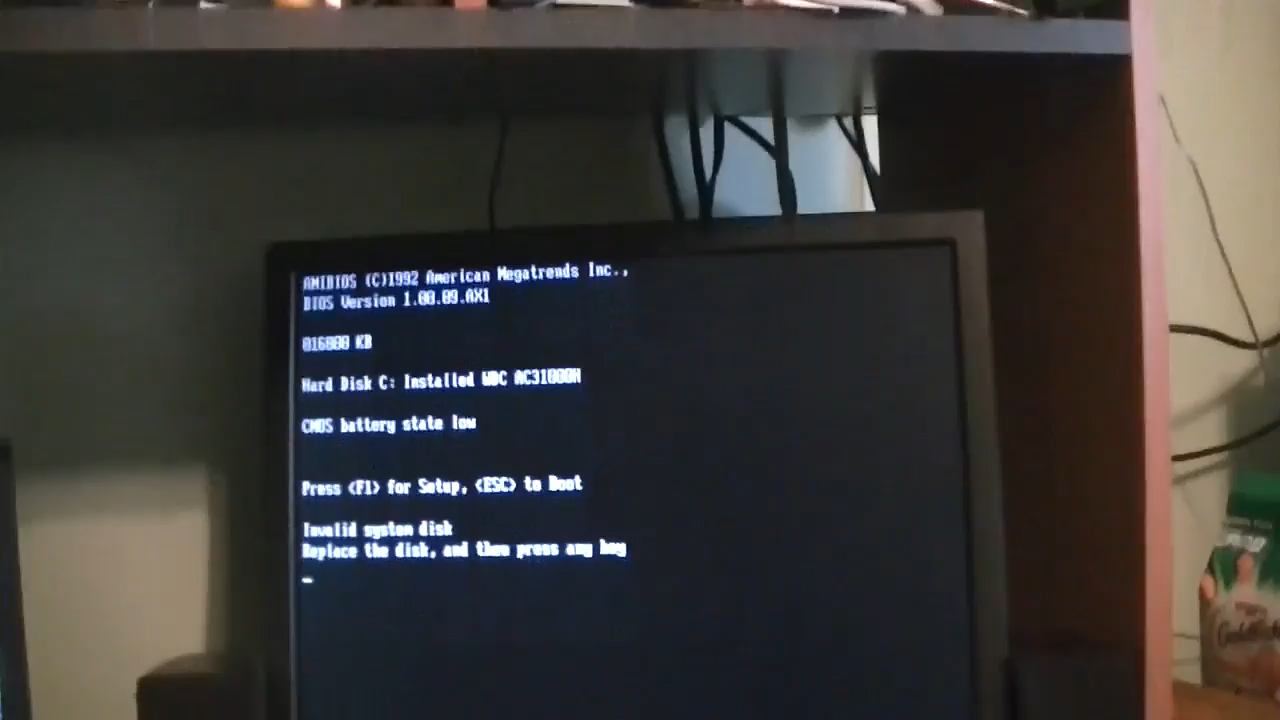 AMIBIOS (C)1992 American Megatrends Inc.,
BIOS Version 1.00.09.AX1
016000 KB
Hard Disk C: Installed WDC AC31000H
CMOS battery state low
Press <F1> for Setup, <ESC> to Boot
Invalid system disk
Replace the disk, and then press any key